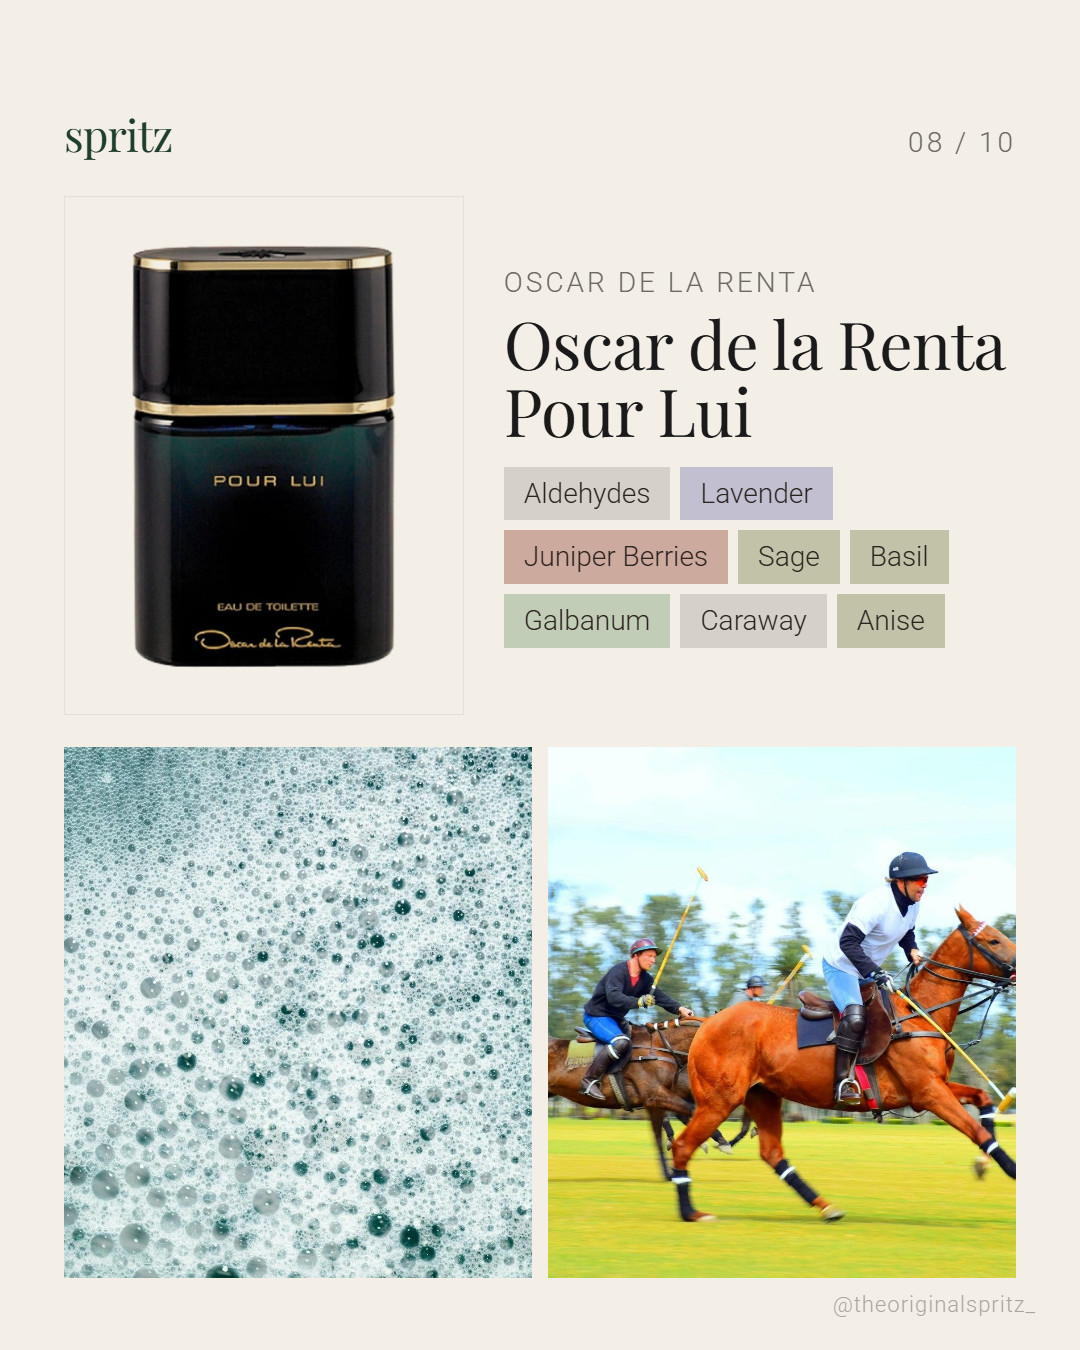 spritz
08 / 10
OSCAR DE LA RENTA
Oscar de la Renta
Pour Lui
Aldehydes Lavender
Juniper Berries Sage Basil
Galbanum Caraway Anise
POUR LUI
EAU DE TOILETTE
Oscar de la Renta
@theoriginalspritz_